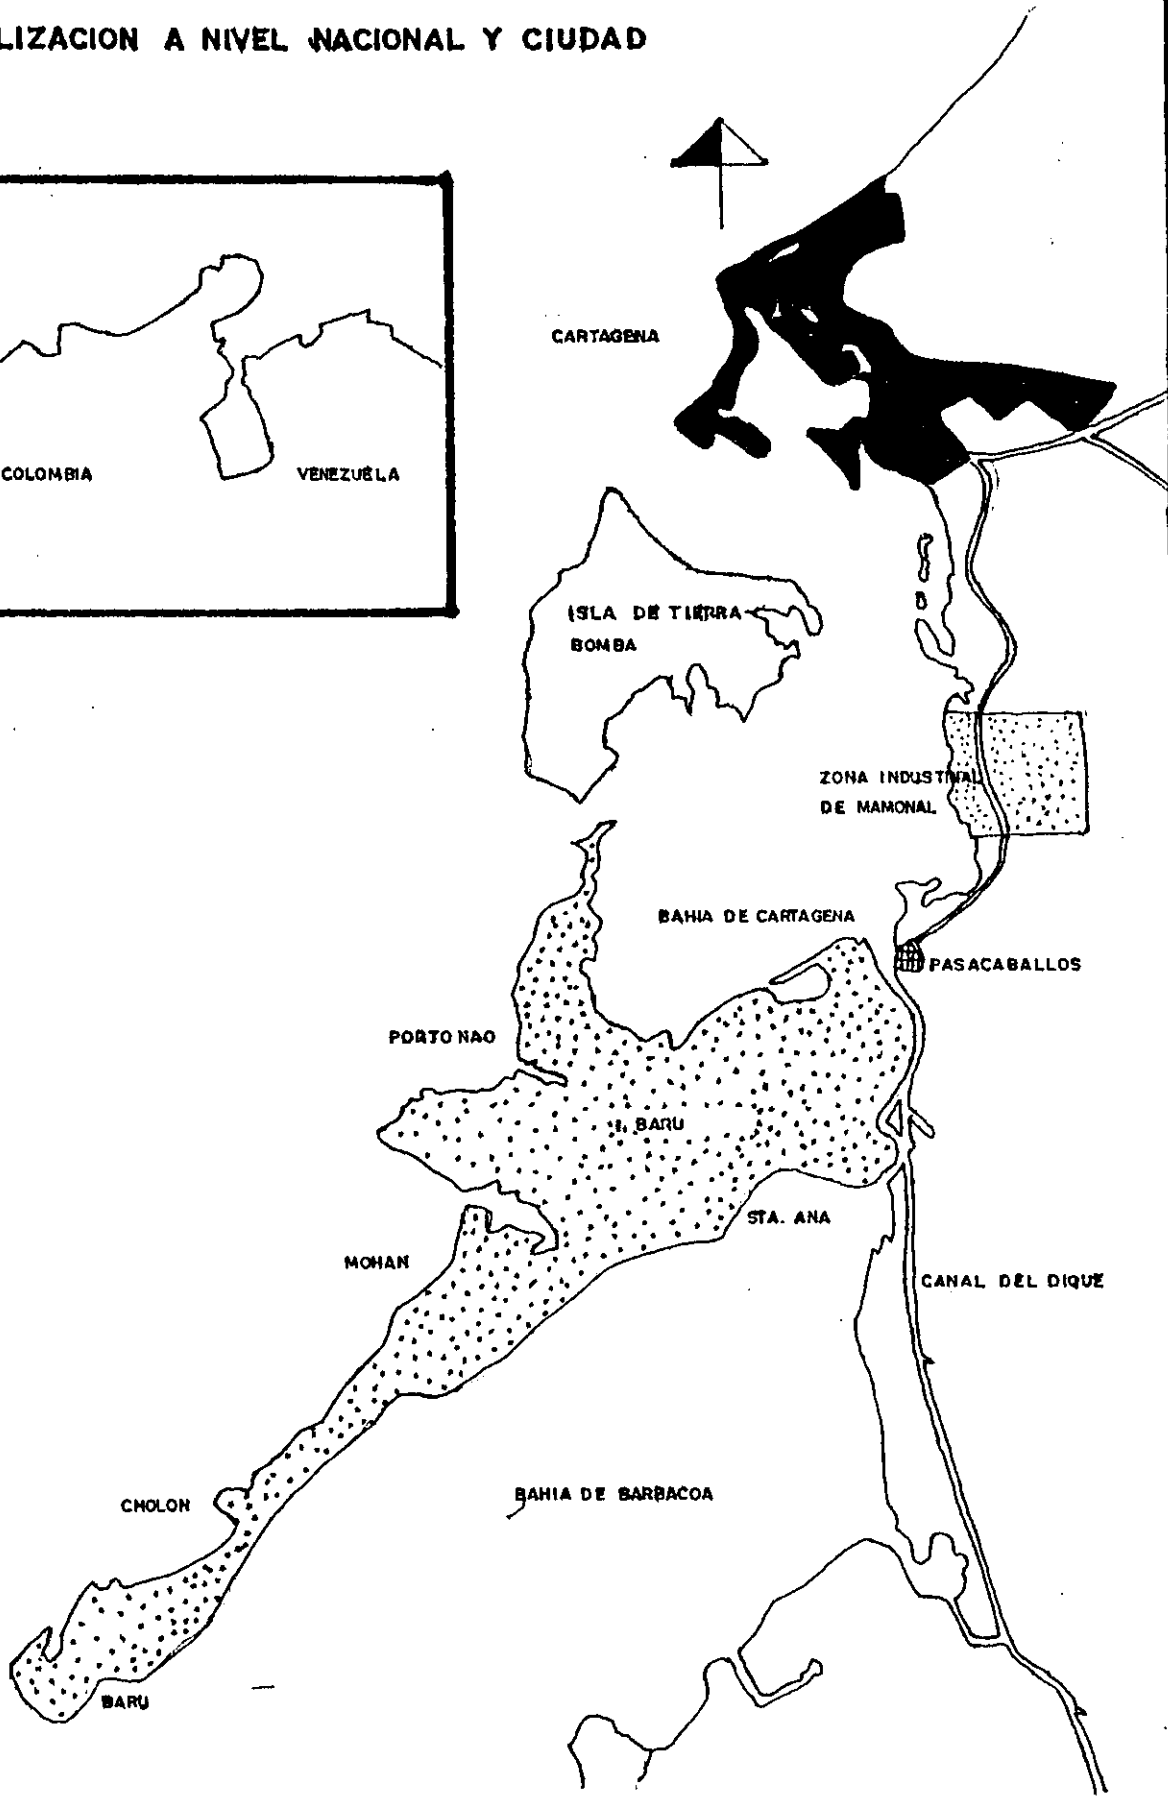 LIZACION A NIVEL NACIONAL Y CIUDAD
CARTAGENA
COLOMBIA
VENEZUELA
ISLA DE TIERRA
BOMBA
ZONA INDUSTRIAL
DE MAMONAL
BAHIA DE CARTAGENA
PASACABALLOS
PORTO NAO
I. BARU
STA. ANA
MOHAN
CANAL DEL DIQUE
CHOLON
BAHIA DE BARBACOA
BARU